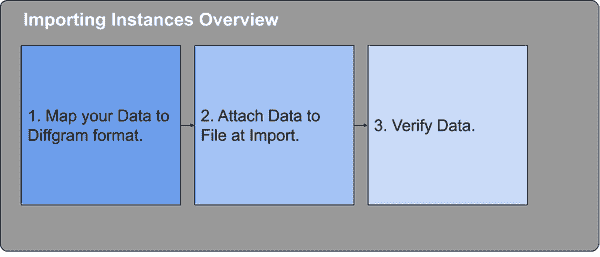 Importing Instances Overview
1. Map your Data to
Diffgram format.
2. Attach Data to
File at Import.
3. Verify Data.